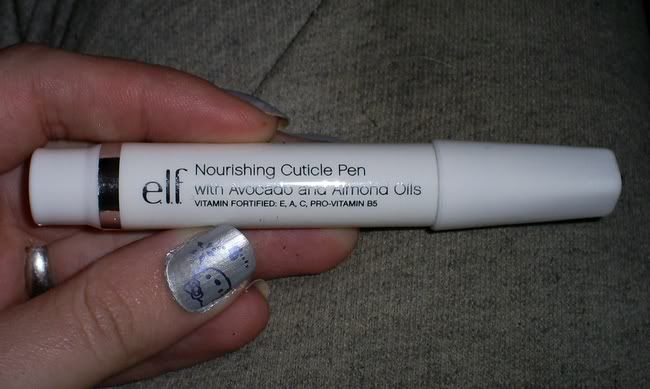 e.l.f.
Nourishing Cuticle Pen
with Avocado and Almond Oils
VITAMIN FORTIFIED: E, A, C, PRO-VITAMIN B5